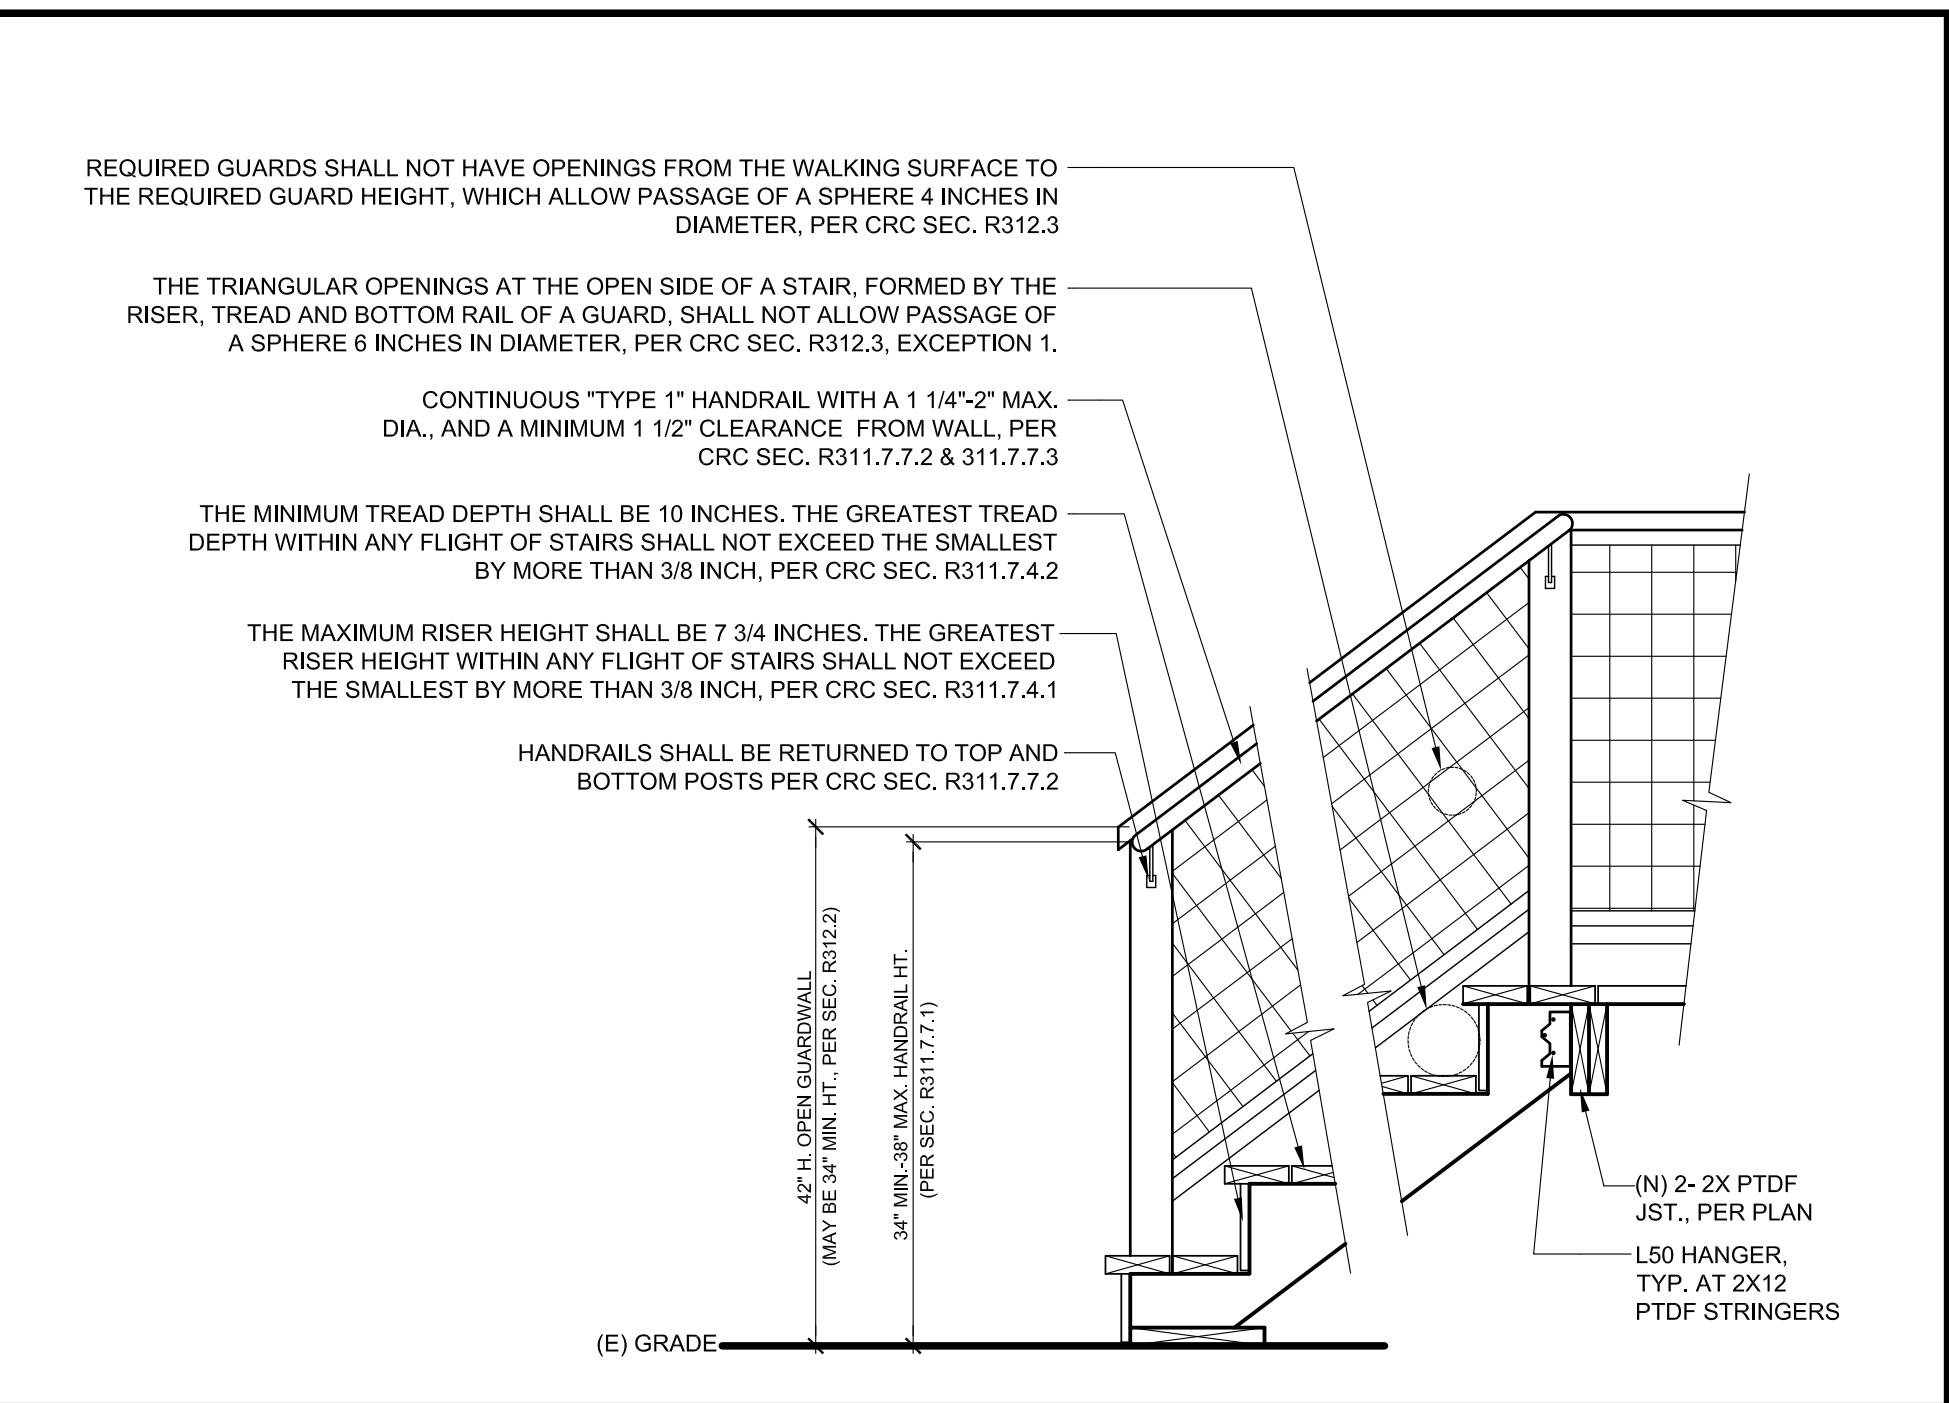 REQUIRED GUARDS SHALL NOT HAVE OPENINGS FROM THE WALKING SURFACE TO
THE REQUIRED GUARD HEIGHT, WHICH ALLOW PASSAGE OF A SPHERE 4 INCHES IN
DIAMETER, PER CRC SEC. R312.3
THE TRIANGULAR OPENINGS AT THE OPEN SIDE OF A STAIR, FORMED BY THE
RISER, TREAD AND BOTTOM RAIL OF A GUARD, SHALL NOT ALLOW PASSAGE OF
A SPHERE 6 INCHES IN DIAMETER, PER CRC SEC. R312.3, EXCEPTION 1.
CONTINUOUS "TYPE 1" HANDRAIL WITH A 1 1/4"-2" MAX.
DIA., AND A MINIMUM 1 1/2" CLEARANCE FROM WALL, PER
CRC SEC. R311.7.7.2 & 311.7.7.3
THE MINIMUM TREAD DEPTH SHALL BE 10 INCHES. THE GREATEST TREAD
DEPTH WITHIN ANY FLIGHT OF STAIRS SHALL NOT EXCEED THE SMALLEST
BY MORE THAN 3/8 INCH, PER CRC SEC. R311.7.4.2
THE MAXIMUM RISER HEIGHT SHALL BE 7 3/4 INCHES. THE GREATEST
RISER HEIGHT WITHIN ANY FLIGHT OF STAIRS SHALL NOT EXCEED
THE SMALLEST BY MORE THAN 3/8 INCH, PER CRC SEC. R311.7.4.1
HANDRAILS SHALL BE RETURNED TO TOP AND
BOTTOM POSTS PER CRC SEC. R311.7.7.2
42" H. OPEN GUARDWALL
(MAY BE 34" MIN. HT., PER SEC. R312.2)
34" MIN.-38" MAX. HANDRAIL HT.
(PER SEC. R311.7.7.1)
(N) 2- 2X PTDF
JST., PER PLAN
L50 HANGER,
TYP. AT 2X12
PTDF STRINGERS
(E) GRADE